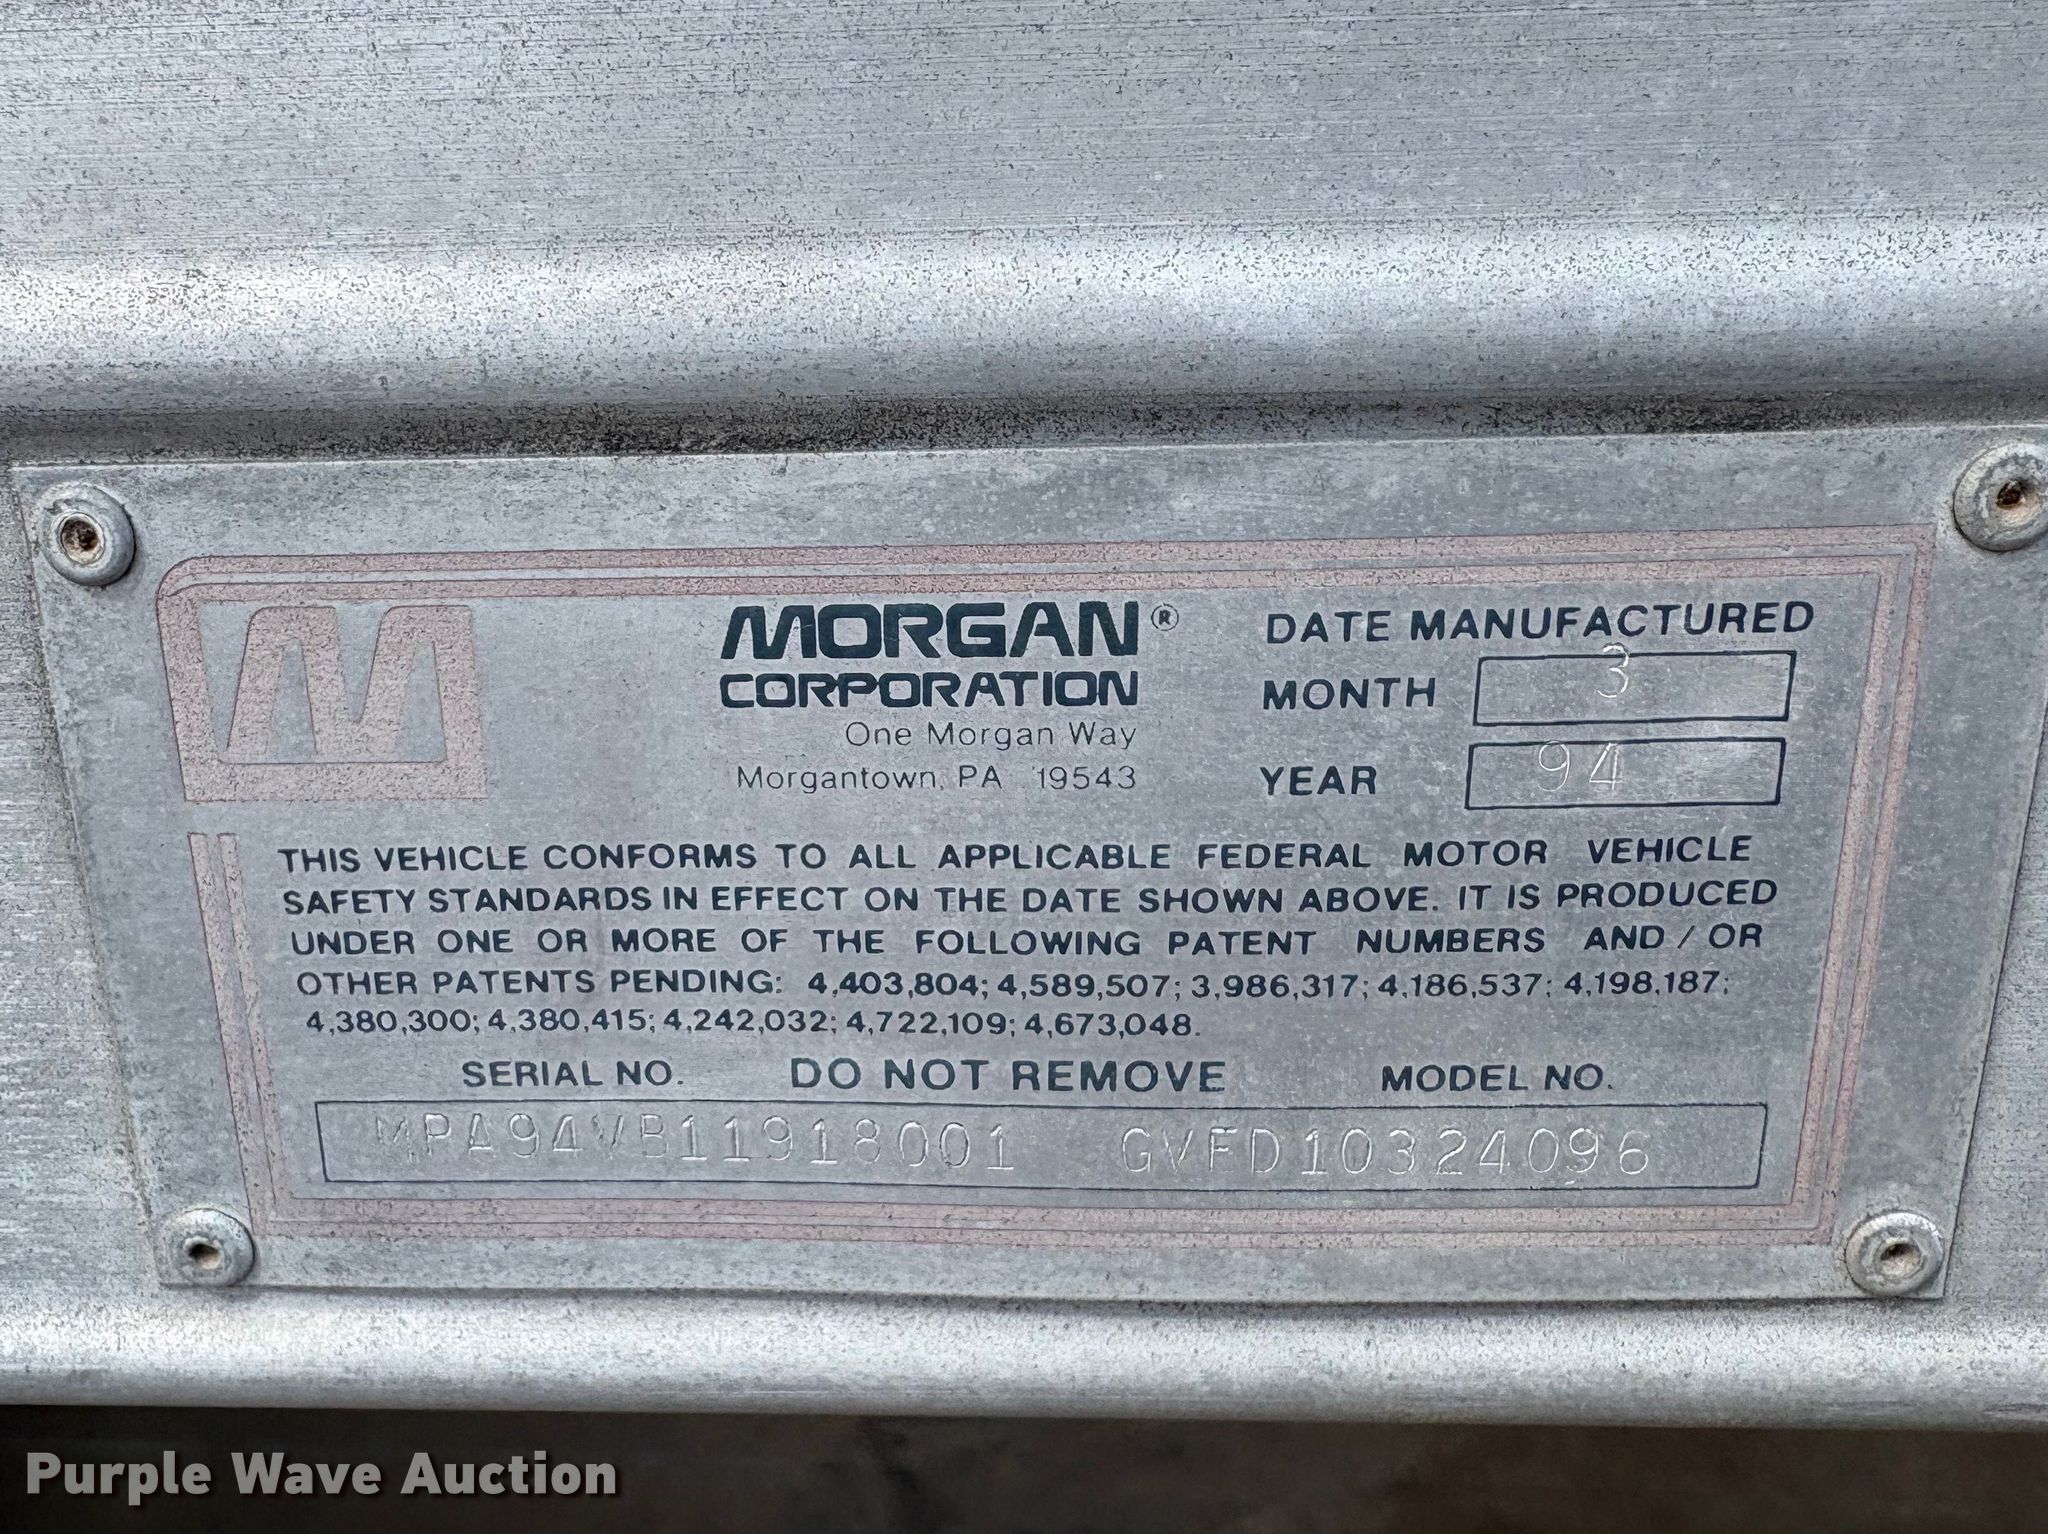 MORGAN®
CORPORATION
One Morgan Way
Morgantown, PA 19543
DATE MANUFACTURED
MONTH 3
YEAR 94
THIS VEHICLE CONFORMS TO ALL APPLICABLE FEDERAL MOTOR VEHICLE
SAFETY STANDARDS IN EFFECT ON THE DATE SHOWN ABOVE. IT IS PRODUCED
UNDER ONE OR MORE OF THE FOLLOWING PATENT NUMBERS AND/OR
OTHER PATENTS PENDING: 4,403,804; 4,589,507; 3,986,317; 4,186,537; 4,198,187;
4,380,300; 4,380,415; 4,242,032; 4,722,109; 4,673,048.
SERIAL NO. DO NOT REMOVE MODEL NO.
MPA94VB11918001 GVFD10324096
Purple Wave Auction